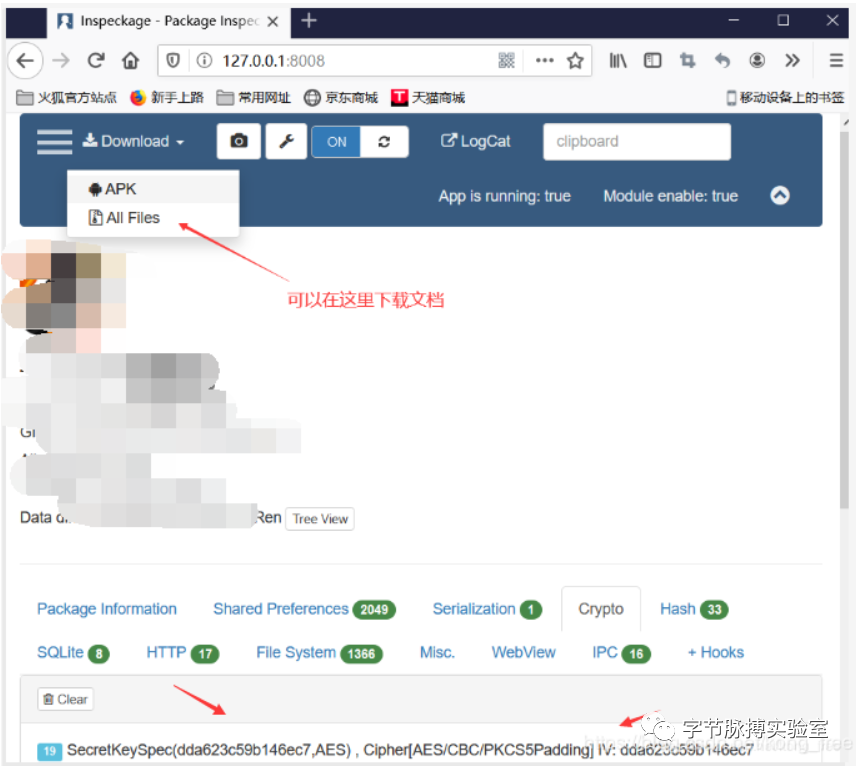 Inspeckage - Package Inspec
127.0.0.1:8008
火狐官方站点 新手上路 常用网址 京东商城 天猫商城 移动设备上的书签
Download ON LogCat clipboard
App is running: true Module enable: true
APK
All Files
可以在这里下载文档
Data Ren Tree View
Package Information Shared Preferences 2049 Serialization 1 Crypto Hash 33
SQLite 8 HTTP 17 File System 1366 Misc. WebView IPC 16 + Hooks
Clear
字节脉搏实验室
19 SecretKeySpec(dda623c59b146ec7,AES) , Cipher[AES/CBC/PKCS5Padding] IV: dda623c59b146ec7